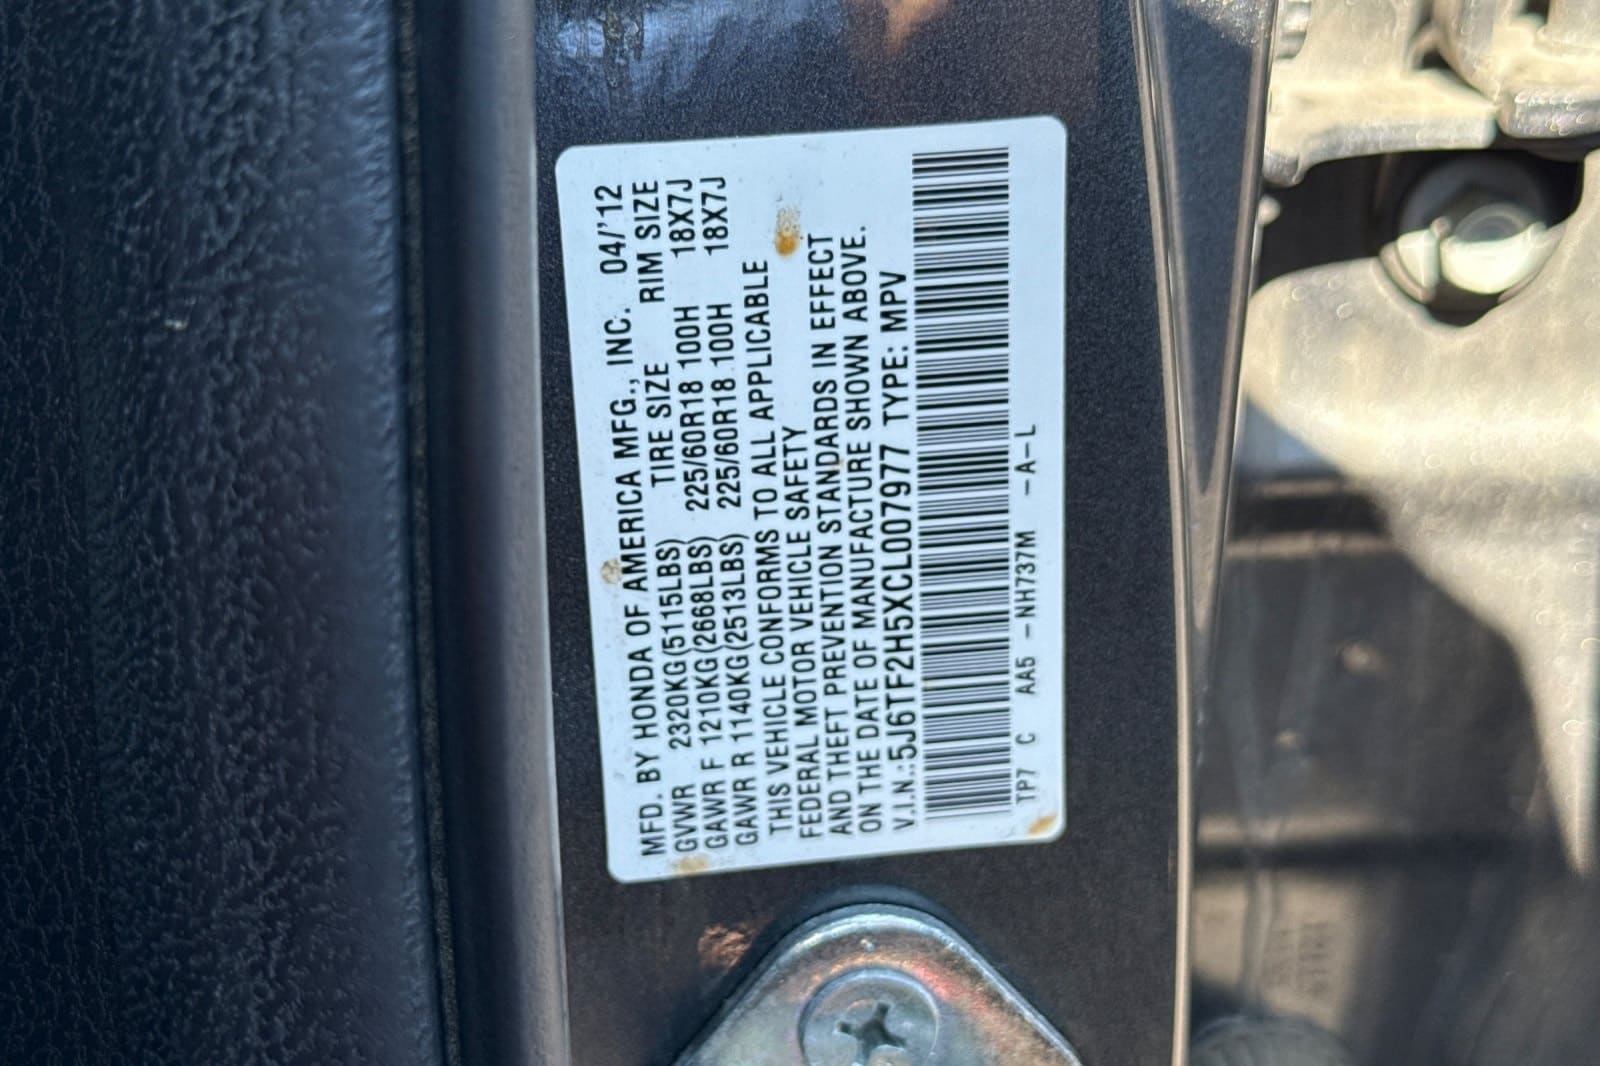 MFD. BY HONDA OF AMERICA MFG., INC. 04/'12
TIRE SIZE RIM SIZE
GVWR 2320KG(5115LBS)
GAWR F 1210KG(2668LBS) 225/60R18 100H 18X7J
GAWR R 1140KG(2513LBS) 225/60R18 100H 18X7J
THIS VEHICLE CONFORMS TO ALL APPLICABLE
FEDERAL MOTOR VEHICLE SAFETY
AND THEFT PREVENTION STANDARDS IN EFFECT
ON THE DATE OF MANUFACTURE SHOWN ABOVE.
V.I.N.:5J6TF2H5XCL007977 TYPE: MPV
TP7 C AA5 -NH737M -A-L